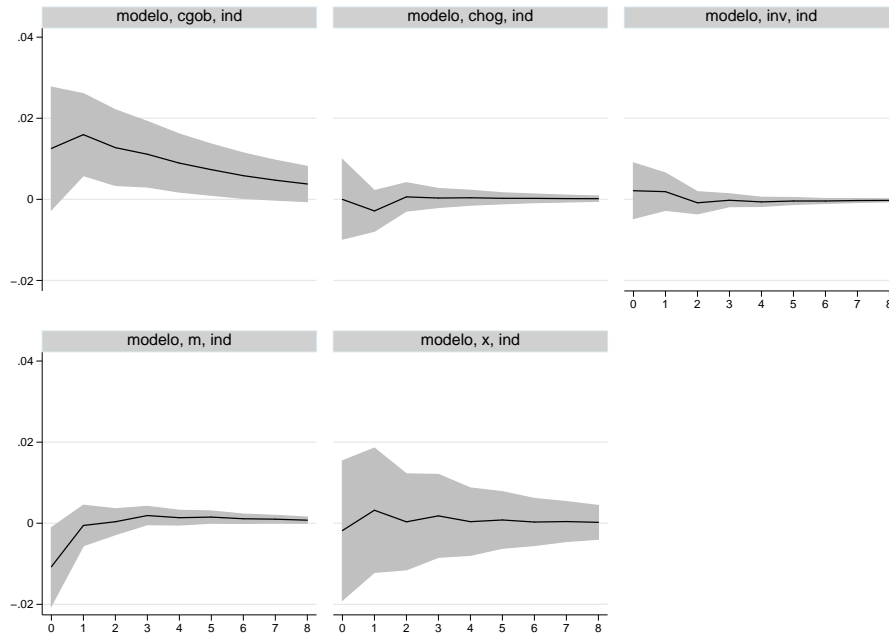 modelo, cgob, ind
modelo, chog, ind
modelo, inv, ind
.04
.02
0
-.02
0 1 2 3 4 5 6 7 8
modelo, m, ind
modelo, x, ind
.04
.02
0
-.02
0 1 2 3 4 5 6 7 8
0 1 2 3 4 5 6 7 8